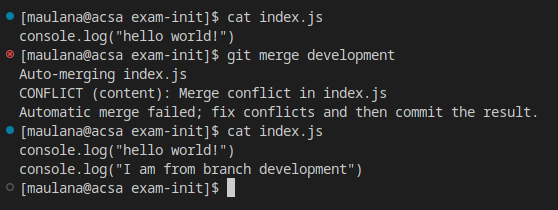 [maulana@acsa exam-init]$ cat index.js
console.log("hello world!")
[maulana@acsa exam-init]$ git merge development
Auto-merging index.js
CONFLICT (content): Merge conflict in index.js
Automatic merge failed; fix conflicts and then commit the result.
[maulana@acsa exam-init]$ cat index.js
console.log("hello world!")
console.log("I am from branch development")
[maulana@acsa exam-init]$